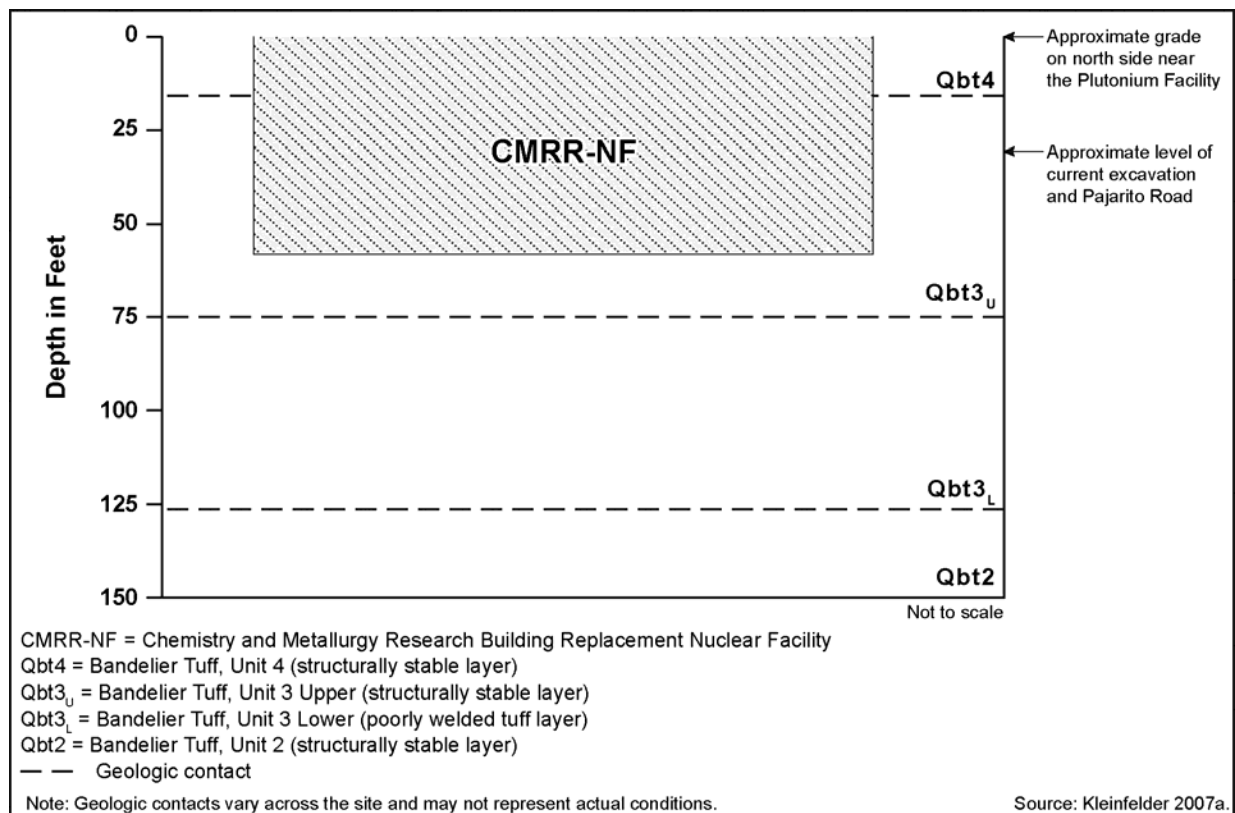 0
Approximate grade
on north side near
the Plutonium Facility
Qbt4
25
CMRR-NF
Approximate level of
current excavation
and Pajarito Road
50
Depth in Feet
Qbt3U
75
100
Qbt3L
125
Qbt2
150
Not to scale
CMRR-NF = Chemistry and Metallurgy Research Building Replacement Nuclear Facility
Qbt4 = Bandelier Tuff, Unit 4 (structurally stable layer)
Qbt3U = Bandelier Tuff, Unit 3 Upper (structurally stable layer)
Qbt3L = Bandelier Tuff, Unit 3 Lower (poorly welded tuff layer)
Qbt2 = Bandelier Tuff, Unit 2 (structurally stable layer)
Geologic contact
Note: Geologic contacts vary across the site and may not represent actual conditions.
Source: Kleinfelder 2007a.